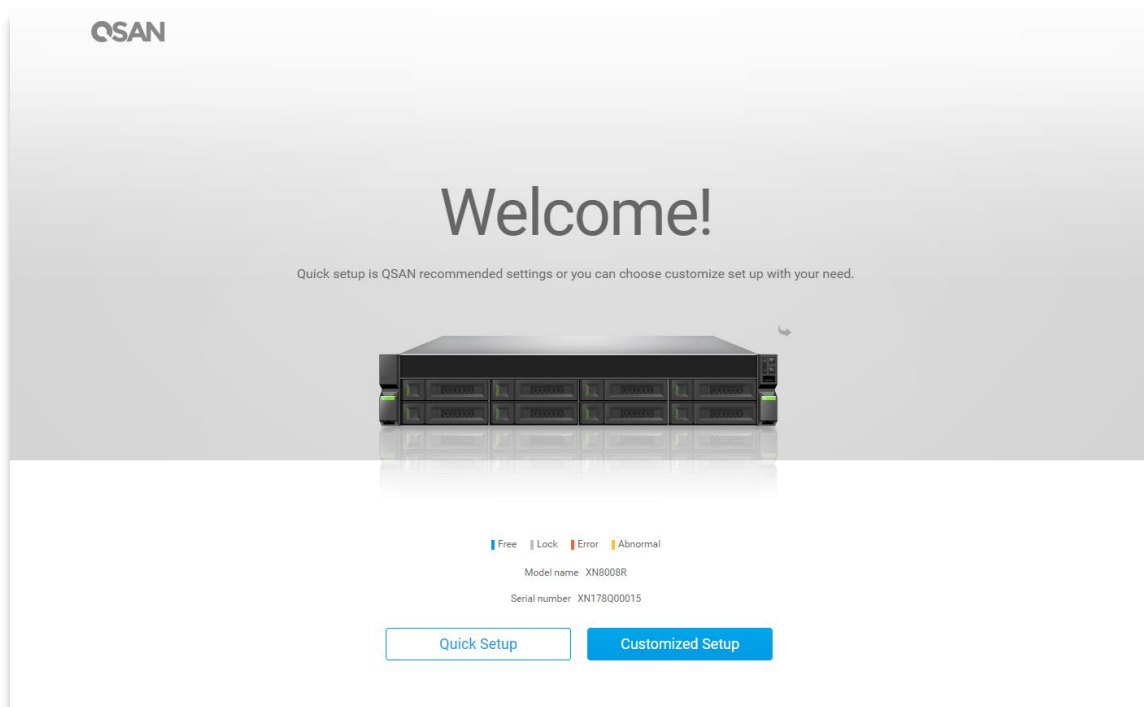 QSAN
Welcome!
Quick setup is QSAN recommended settings or you can choose customize set up with your need.
Free Lock Error Abnormal
Model name XN8008R
Serial number XN178Q00015
Quick Setup Customized Setup